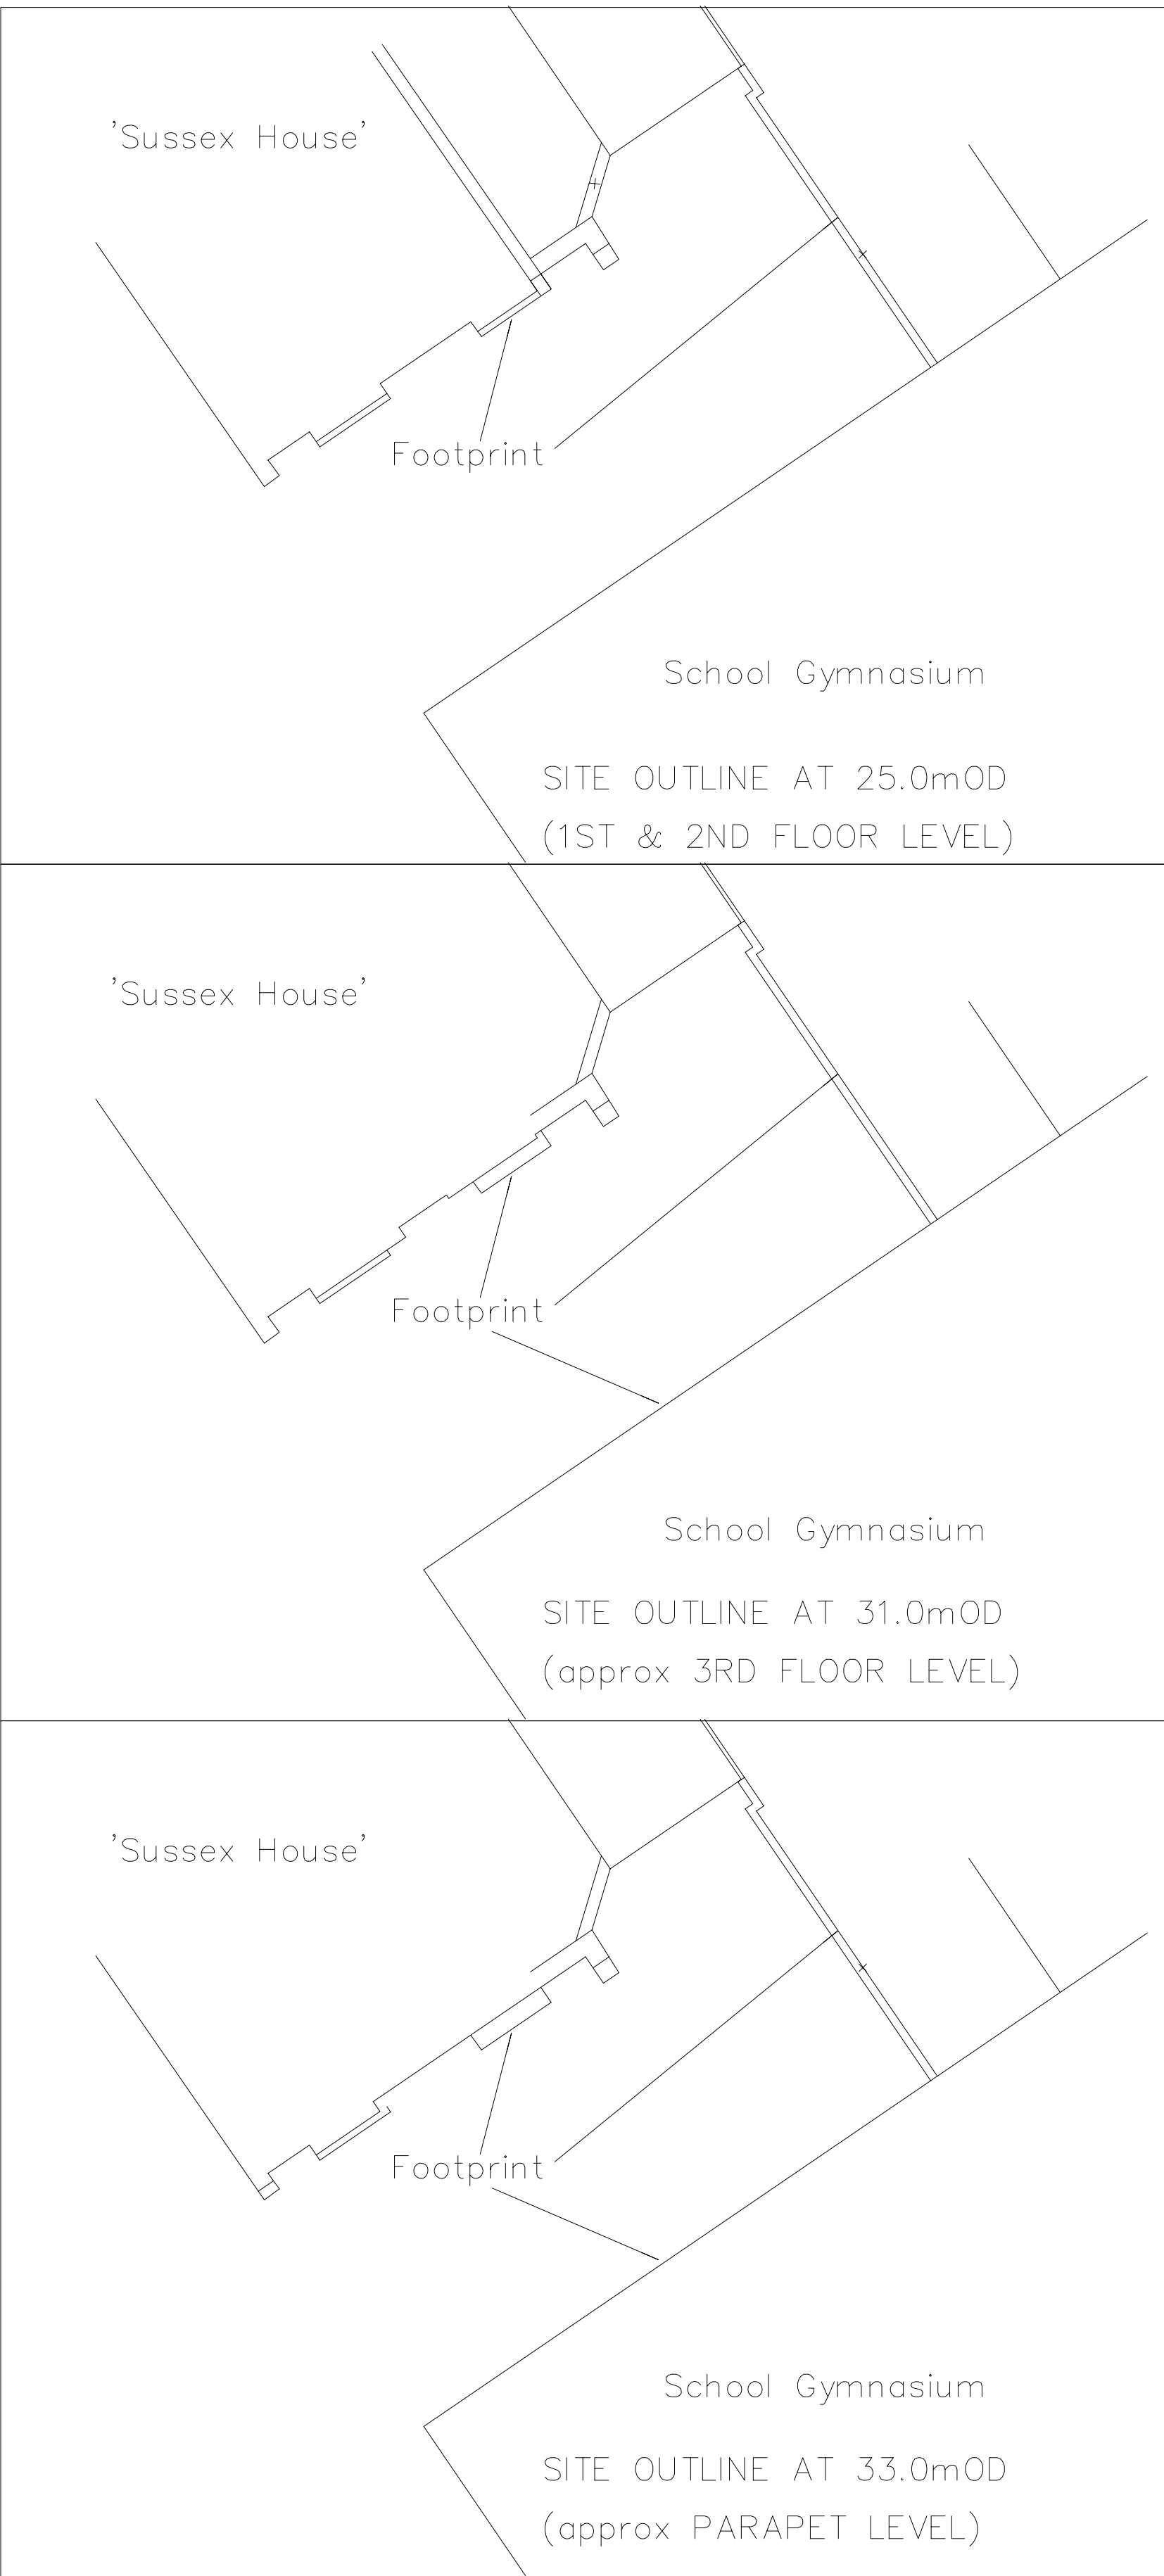 'Sussex House'
Footprint
School Gymnasium
SITE OUTLINE AT 25.0mOD
(1ST & 2ND FLOOR LEVEL)
'Sussex House'
Footprint
School Gymnasium
SITE OUTLINE AT 31.0mOD
(approx 3RD FLOOR LEVEL)
'Sussex House'
Footprint
School Gymnasium
SITE OUTLINE AT 33.0mOD
(approx PARAPET LEVEL)